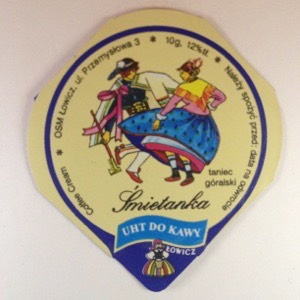 Coffee Cream * OSM Łowicz, ul. Przemysłowa 3 * 10g, 12%tł. * Należy spożyć przed: data na odwrocie
taniec
góralski
Śmietanka
UHT DO KAWY
ŁOWICZ